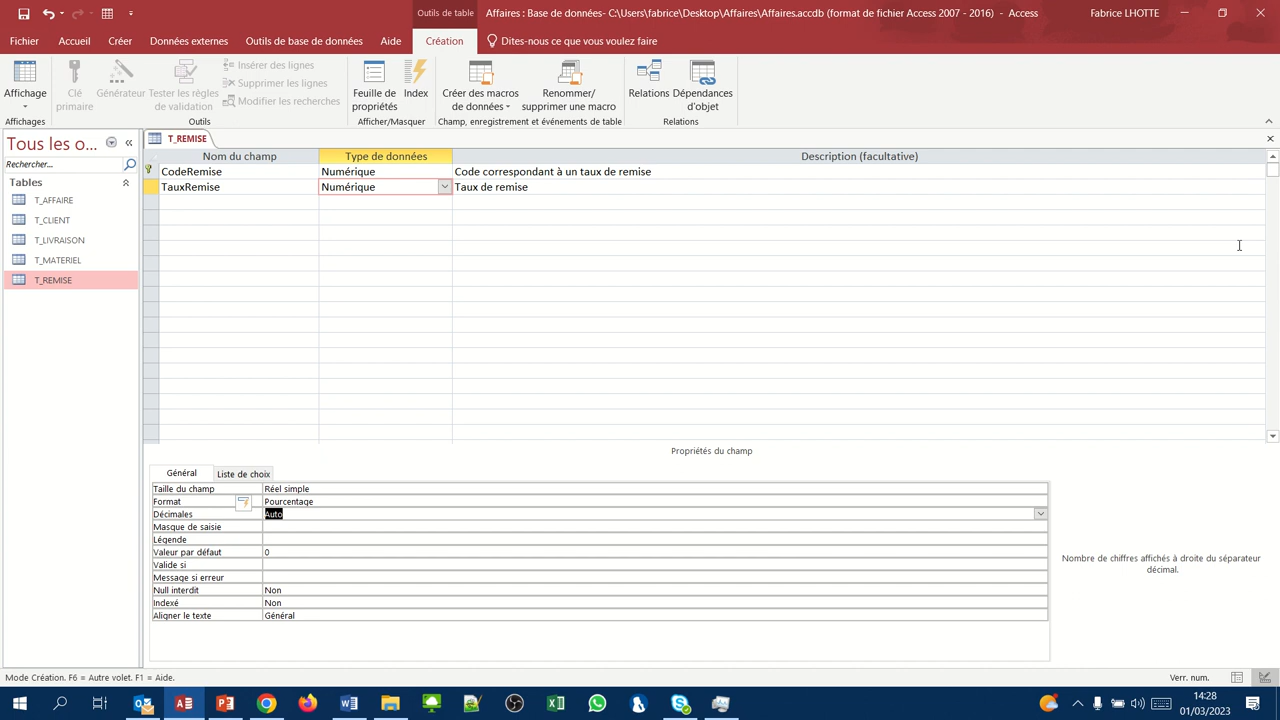 Outils de table
Affaires : Base de données- C:\Users\fabrice\Desktop\Affaires\Affaires.accdb (format de fichier Access 2007 - 2016) - Access
Fabrice LHOTTE
Fichier
Accueil
Créer
Données externes
Outils de base de données
Aide
Création
Dites-nous ce que vous voulez faire
Affichage
Clé
primaire
Générateur
Tester les règles
de validation
Insérer des lignes
Supprimer les lignes
Modifier les recherches
Feuille de
propriétés
Index
Créer des macros
de données
Renommer/
supprimer une macro
Relations
Dépendances
d'objet
Affichages
Outils
Afficher/Masquer
Champ, enregistrement et événements de table
Relations
Tous les o...
Rechercher...
Tables
T_AFFAIRE
T_CLIENT
T_LIVRAISON
T_MATERIEL
T_REMISE
T_REMISE
Nom du champ
Type de données
Description (facultative)
CodeRemise
Numérique
Code correspondant à un taux de remise
TauxRemise
Numérique
Taux de remise
Propriétés du champ
Général
Liste de choix
Taille du champ
Réel simple
Format
Pourcentage
Décimales
Auto
Masque de saisie
Légende
Valeur par défaut
0
Valide si
Message si erreur
Null interdit
Non
Indexé
Non
Aligner le texte
Général
Nombre de chiffres affichés à droite du séparateur
décimal.
Mode Création. F6 = Autre volet. F1 = Aide.
Verr. num.
14:28
01/03/2023